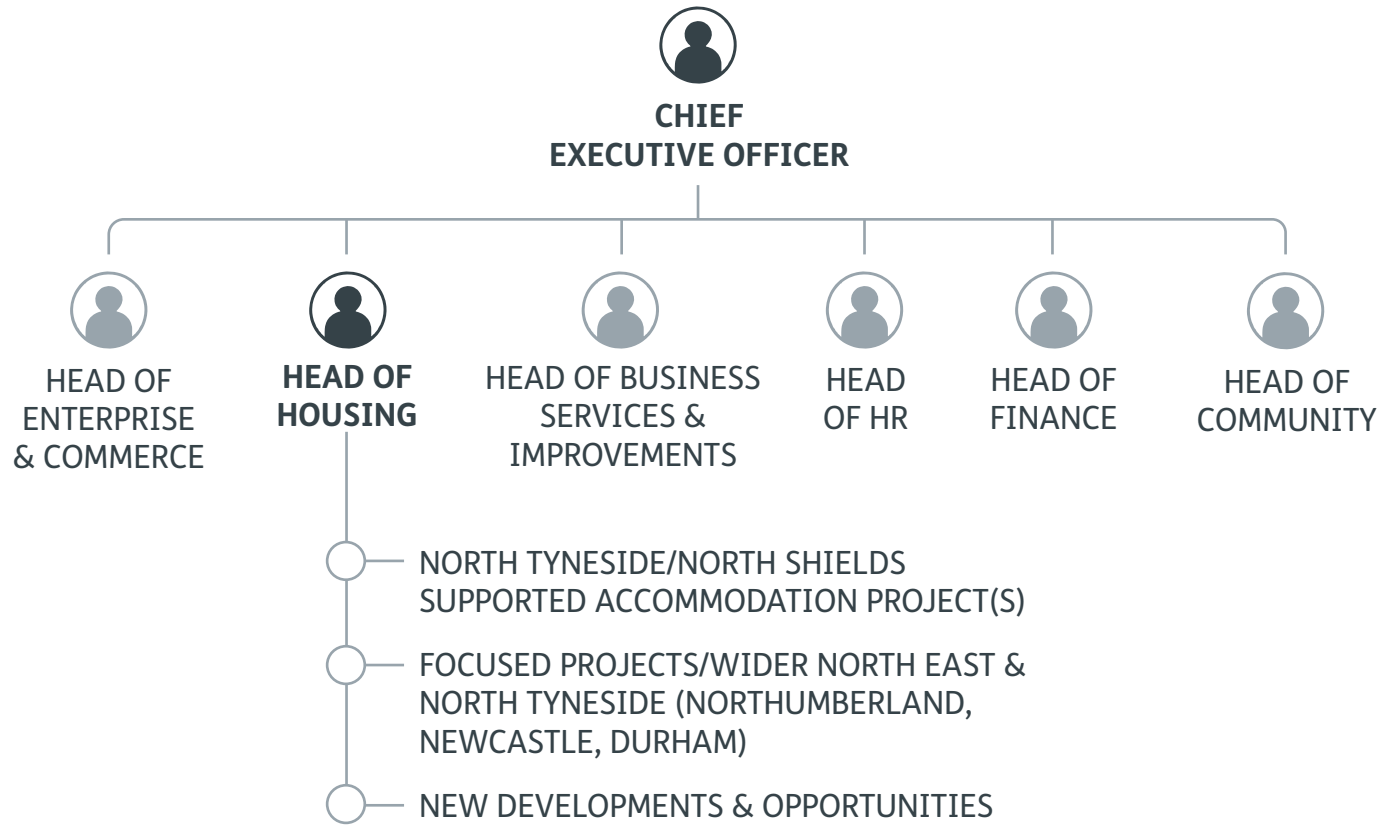 CHIEF
EXECUTIVE OFFICER
HEAD OF
ENTERPRISE
& COMMERCE
HEAD OF
HOUSING
HEAD OF BUSINESS
SERVICES &
IMPROVEMENTS
HEAD
OF HR
HEAD OF
FINANCE
HEAD OF
COMMUNITY
NORTH TYNESIDE/NORTH SHIELDS
SUPPORTED ACCOMMODATION PROJECT(S)
FOCUSED PROJECTS/WIDER NORTH EAST &
NORTH TYNESIDE (NORTHUMBERLAND,
NEWCASTLE, DURHAM)
NEW DEVELOPMENTS & OPPORTUNITIES